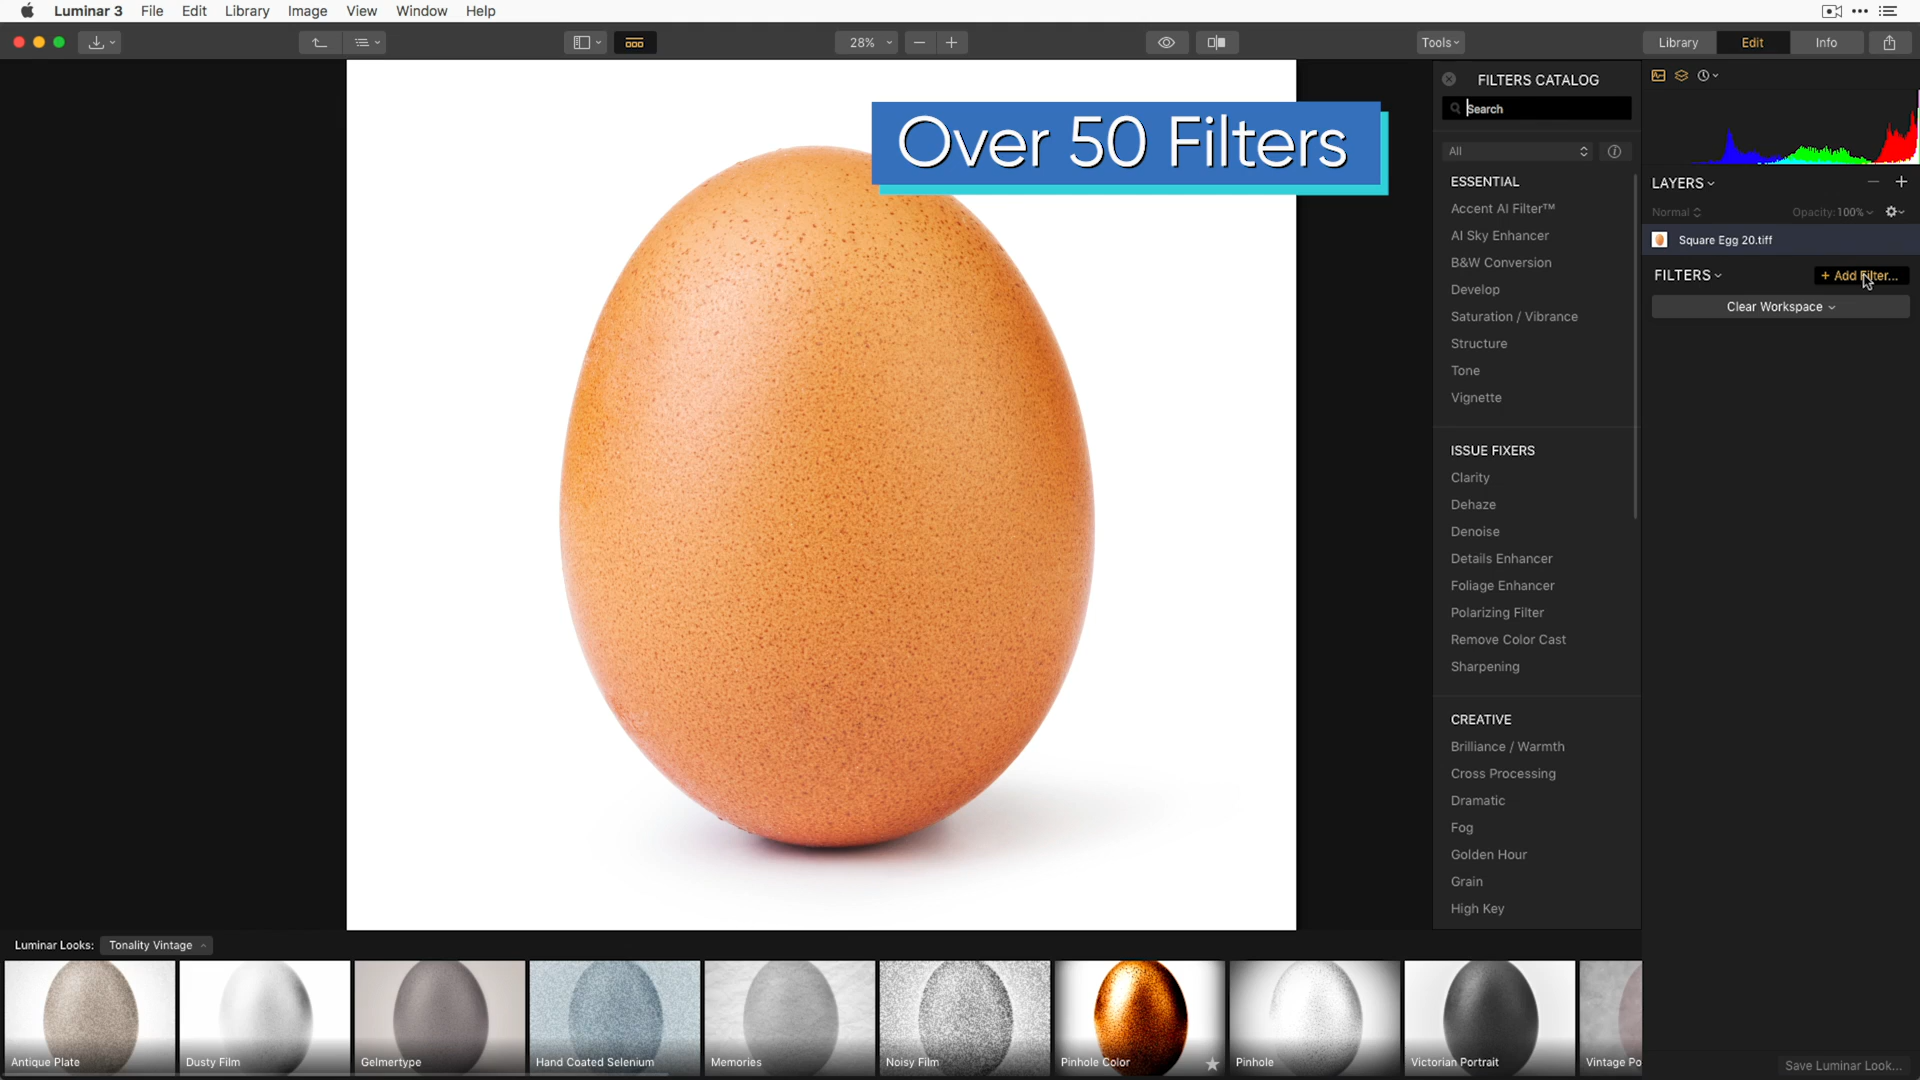 Luminar 3 File Edit Library Image View Window Help
28% Tools Library Edit Info
Over 50 Filters
FILTERS CATALOG
Search
All
ESSENTIAL
Accent AI Filter™
AI Sky Enhancer
B&W Conversion
Develop
Saturation / Vibrance
Structure
Tone
Vignette
ISSUE FIXERS
Clarity
Dehaze
Denoise
Details Enhancer
Foliage Enhancer
Polarizing Filter
Remove Color Cast
Sharpening
CREATIVE
Brilliance / Warmth
Cross Processing
Dramatic
Fog
Golden Hour
Grain
High Key
LAYERS
Normal Opacity: 100%
Square Egg 20.tiff
FILTERS + Add Filter...
Clear Workspace
Luminar Looks: Tonality Vintage
Antique Plate
Dusty Film
Gelmertype
Hand Coated Selenium
Memories
Noisy Film
Pinhole Color
Pinhole
Victorian Portrait
Vintage Po
Save Luminar Look...